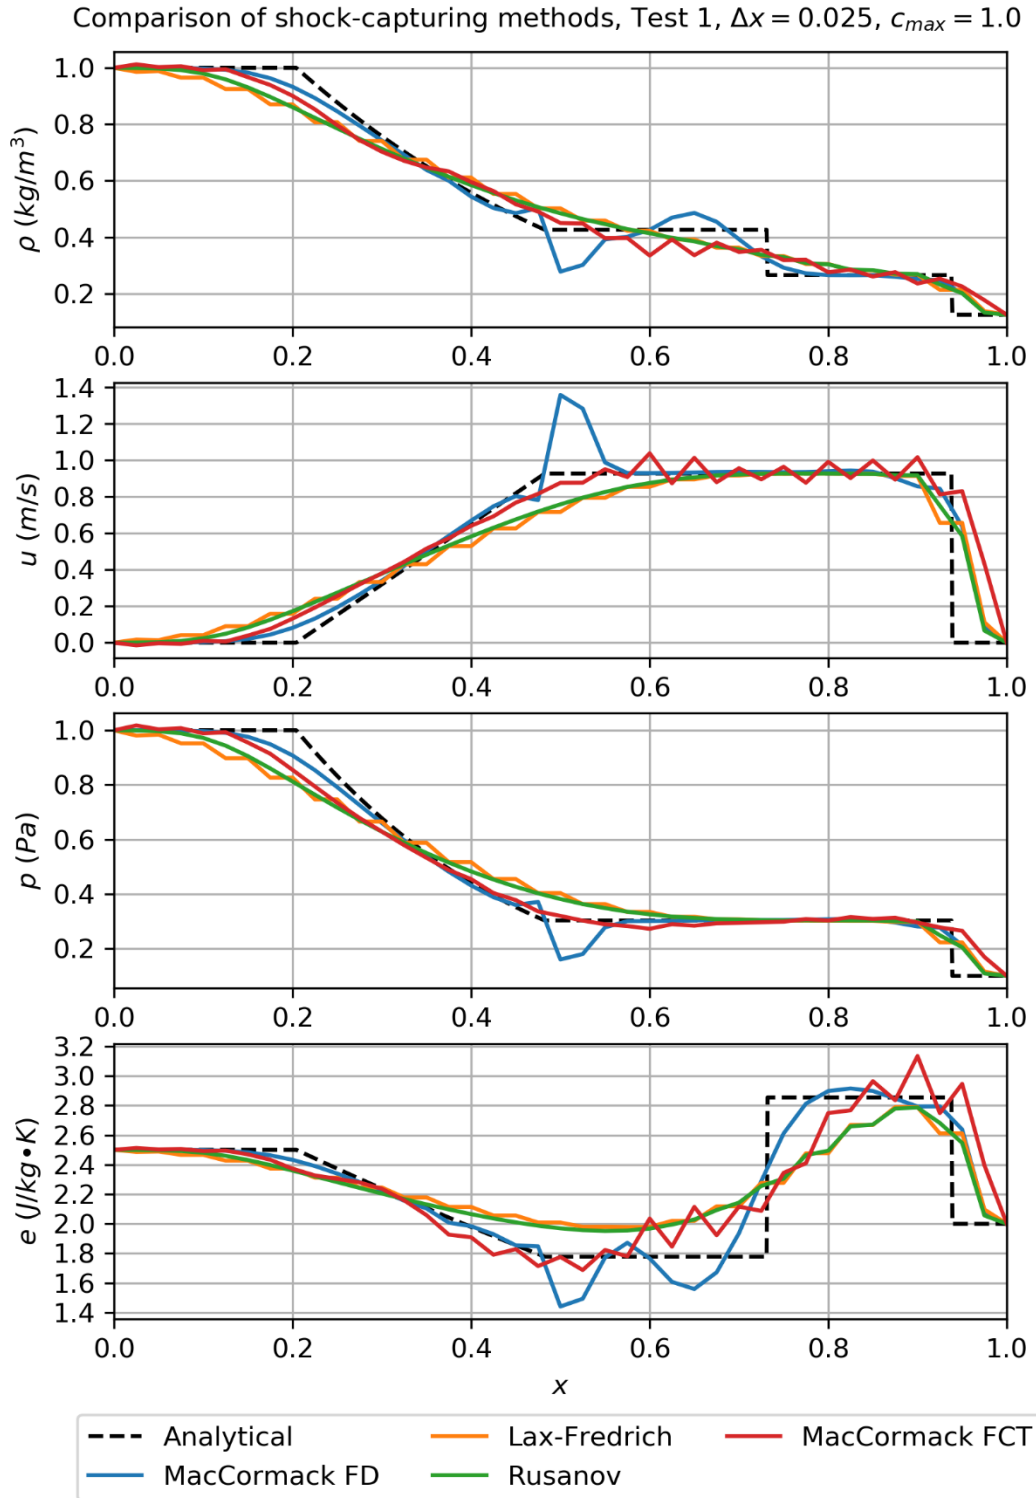 Comparison of shock-capturing methods, Test 1, Δx = 0.025, c_max = 1.0
1.0
0.8
0.6
0.4
0.2
ρ (kg/m³)
0.0 0.2 0.4 0.6 0.8 1.0
1.4
1.2
1.0
0.8
0.6
0.4
0.2
0.0
u (m/s)
0.0 0.2 0.4 0.6 0.8 1.0
1.0
0.8
0.6
0.4
0.2
p (Pa)
0.0 0.2 0.4 0.6 0.8 1.0
3.2
3.0
2.8
2.6
2.4
2.2
2.0
1.8
1.6
1.4
e (J/kg•K)
0.0 0.2 0.4 0.6 0.8 1.0
x
Analytical Lax-Fredrich MacCormack FCT
MacCormack FD Rusanov